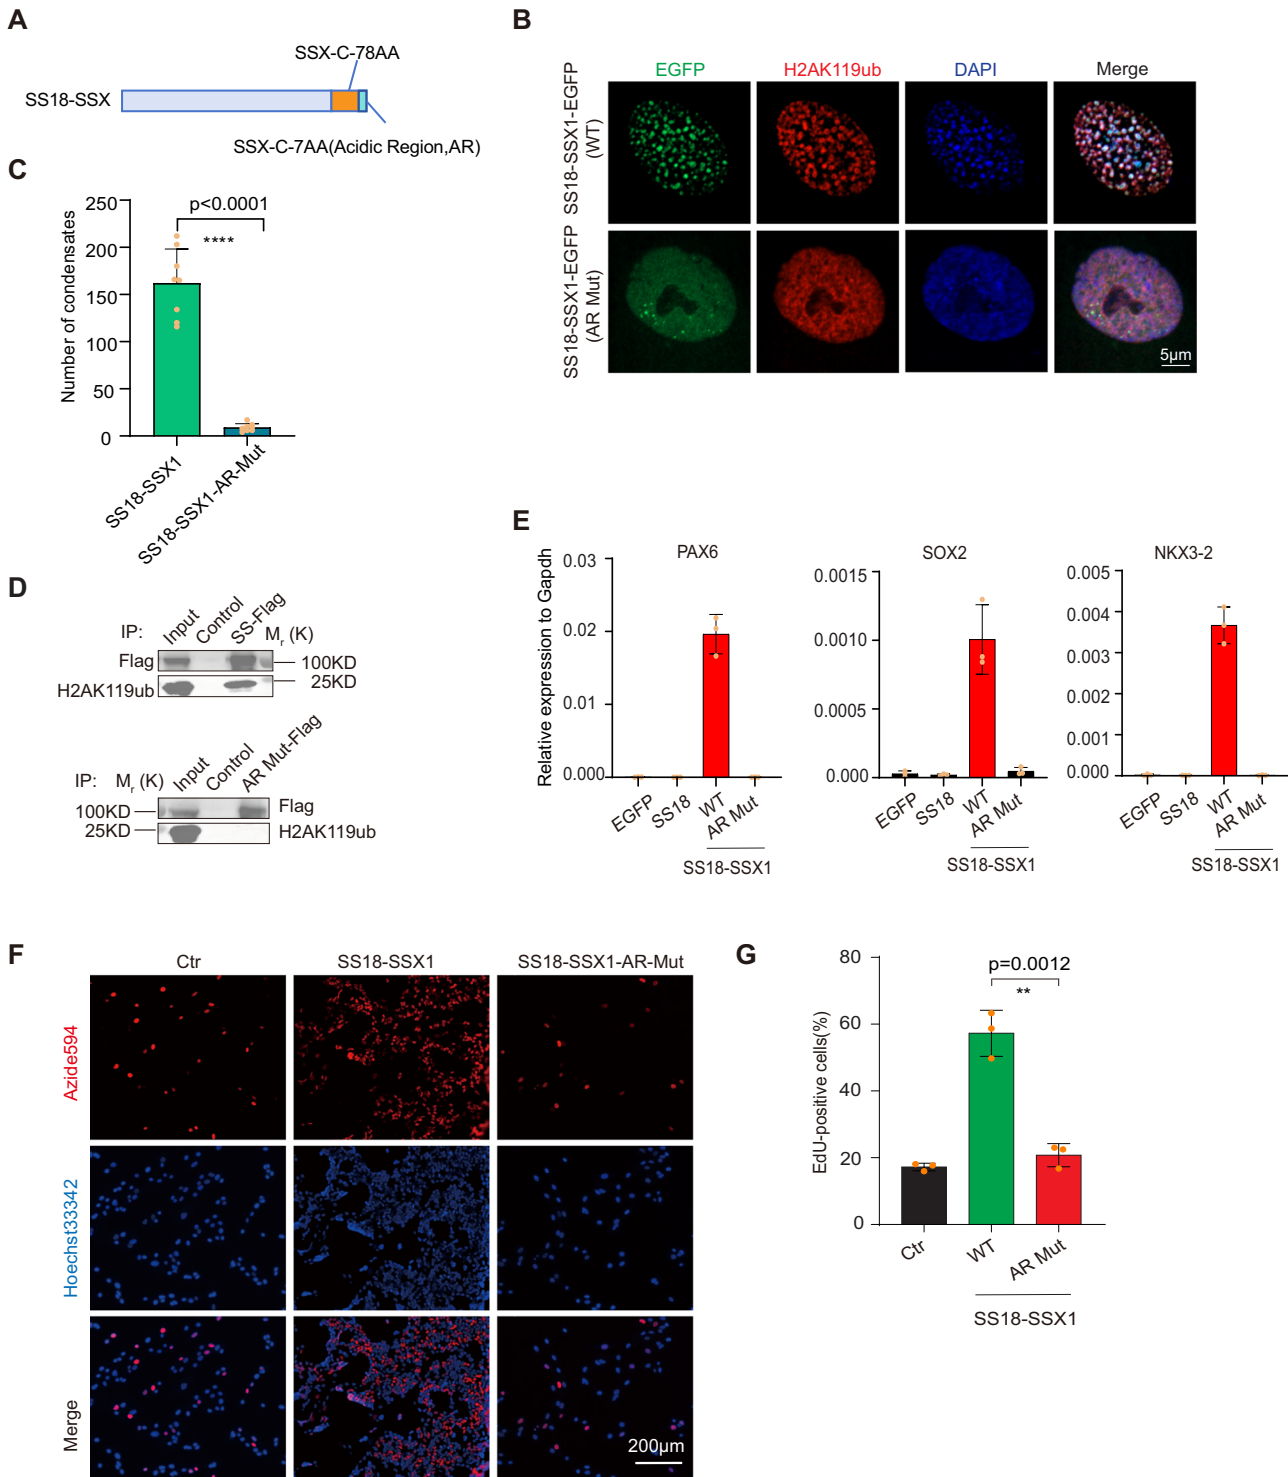 A
SSX-C-78AA
SS18-SSX
SSX-C-7AA(Acidic Region,AR)
B
EGFP
H2AK119ub
DAPI
Merge
SS18-SSX1-EGFP
(WT)
SS18-SSX1-EGFP
(AR Mut)
5μm
C
Number of condensates
250
200
150
100
50
0
p<0.0001
****
SS18-SSX1
SS18-SSX1-AR-Mut
D
IP:
Input
Control
SS-Flag
Mr (K)
Flag
100KD
H2AK119ub
25KD
IP:
Mr (K)
Input
Control
AR Mut-Flag
100KD
Flag
25KD
H2AK119ub
E
Relative expression to Gapdh
PAX6
0.03
0.02
0.01
0.000
EGFP
SS18
WT
AR Mut
SS18-SSX1
SOX2
0.0015
0.0010
0.0005
0.000
EGFP
SS18
WT
AR Mut
SS18-SSX1
NKX3-2
0.005
0.004
0.003
0.002
0.001
0.000
EGFP
SS18
WT
AR Mut
SS18-SSX1
F
Ctr
SS18-SSX1
SS18-SSX1-AR-Mut
Azide594
Hoechst33342
Merge
200μm
G
EdU-positive cells(%)
80
60
40
20
0
p=0.0012
**
Ctr
WT
AR Mut
SS18-SSX1